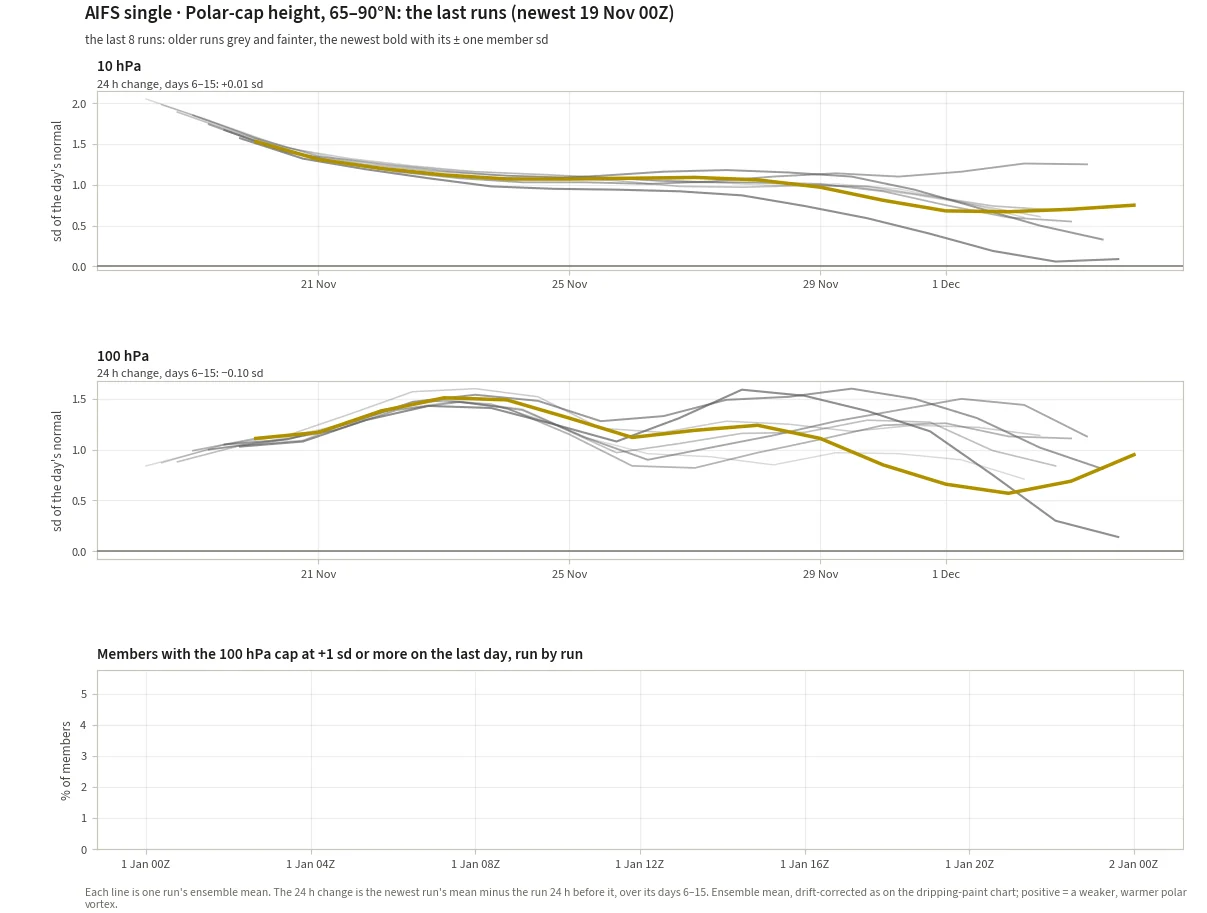 AIFS single · Polar-cap height, 65–90°N: the last runs (newest 19 Nov 00Z)
the last 8 runs: older runs grey and fainter, the newest bold with its ± one member sd
10 hPa
24 h change, days 6–15: +0.01 sd
sd of the day's normal
2.0
1.5
1.0
0.5
0.0
21 Nov
25 Nov
29 Nov
1 Dec
100 hPa
24 h change, days 6–15: −0.10 sd
sd of the day's normal
1.5
1.0
0.5
0.0
21 Nov
25 Nov
29 Nov
1 Dec
Members with the 100 hPa cap at +1 sd or more on the last day, run by run
% of members
5
4
3
2
1
0
1 Jan 00Z
1 Jan 04Z
1 Jan 08Z
1 Jan 12Z
1 Jan 16Z
1 Jan 20Z
2 Jan 00Z
Each line is one run's ensemble mean. The 24 h change is the newest run's mean minus the run 24 h before it, over its days 6–15. Ensemble mean, drift-corrected as on the dripping-paint chart; positive = a weaker, warmer polar
vortex.